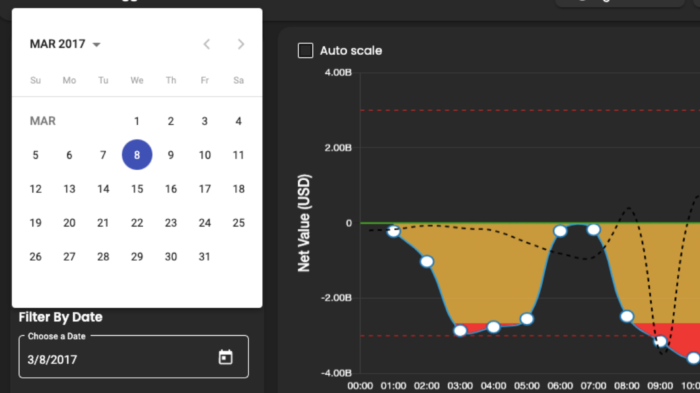 MAR 2017
Su Mo Tu We Th Fr Sa
MAR 1 2 3 4
5 6 7 8 9 10 11
12 13 14 15 16 17 18
19 20 21 22 23 24 25
26 27 28 29 30 31
Filter By Date
Choose a Date
3/8/2017
Auto scale
Net Value (USD)
4.00B
2.00B
0
-2.00B
-4.00B
00:00 01:00 02:00 03:00 04:00 05:00 06:00 07:00 08:00 09:00